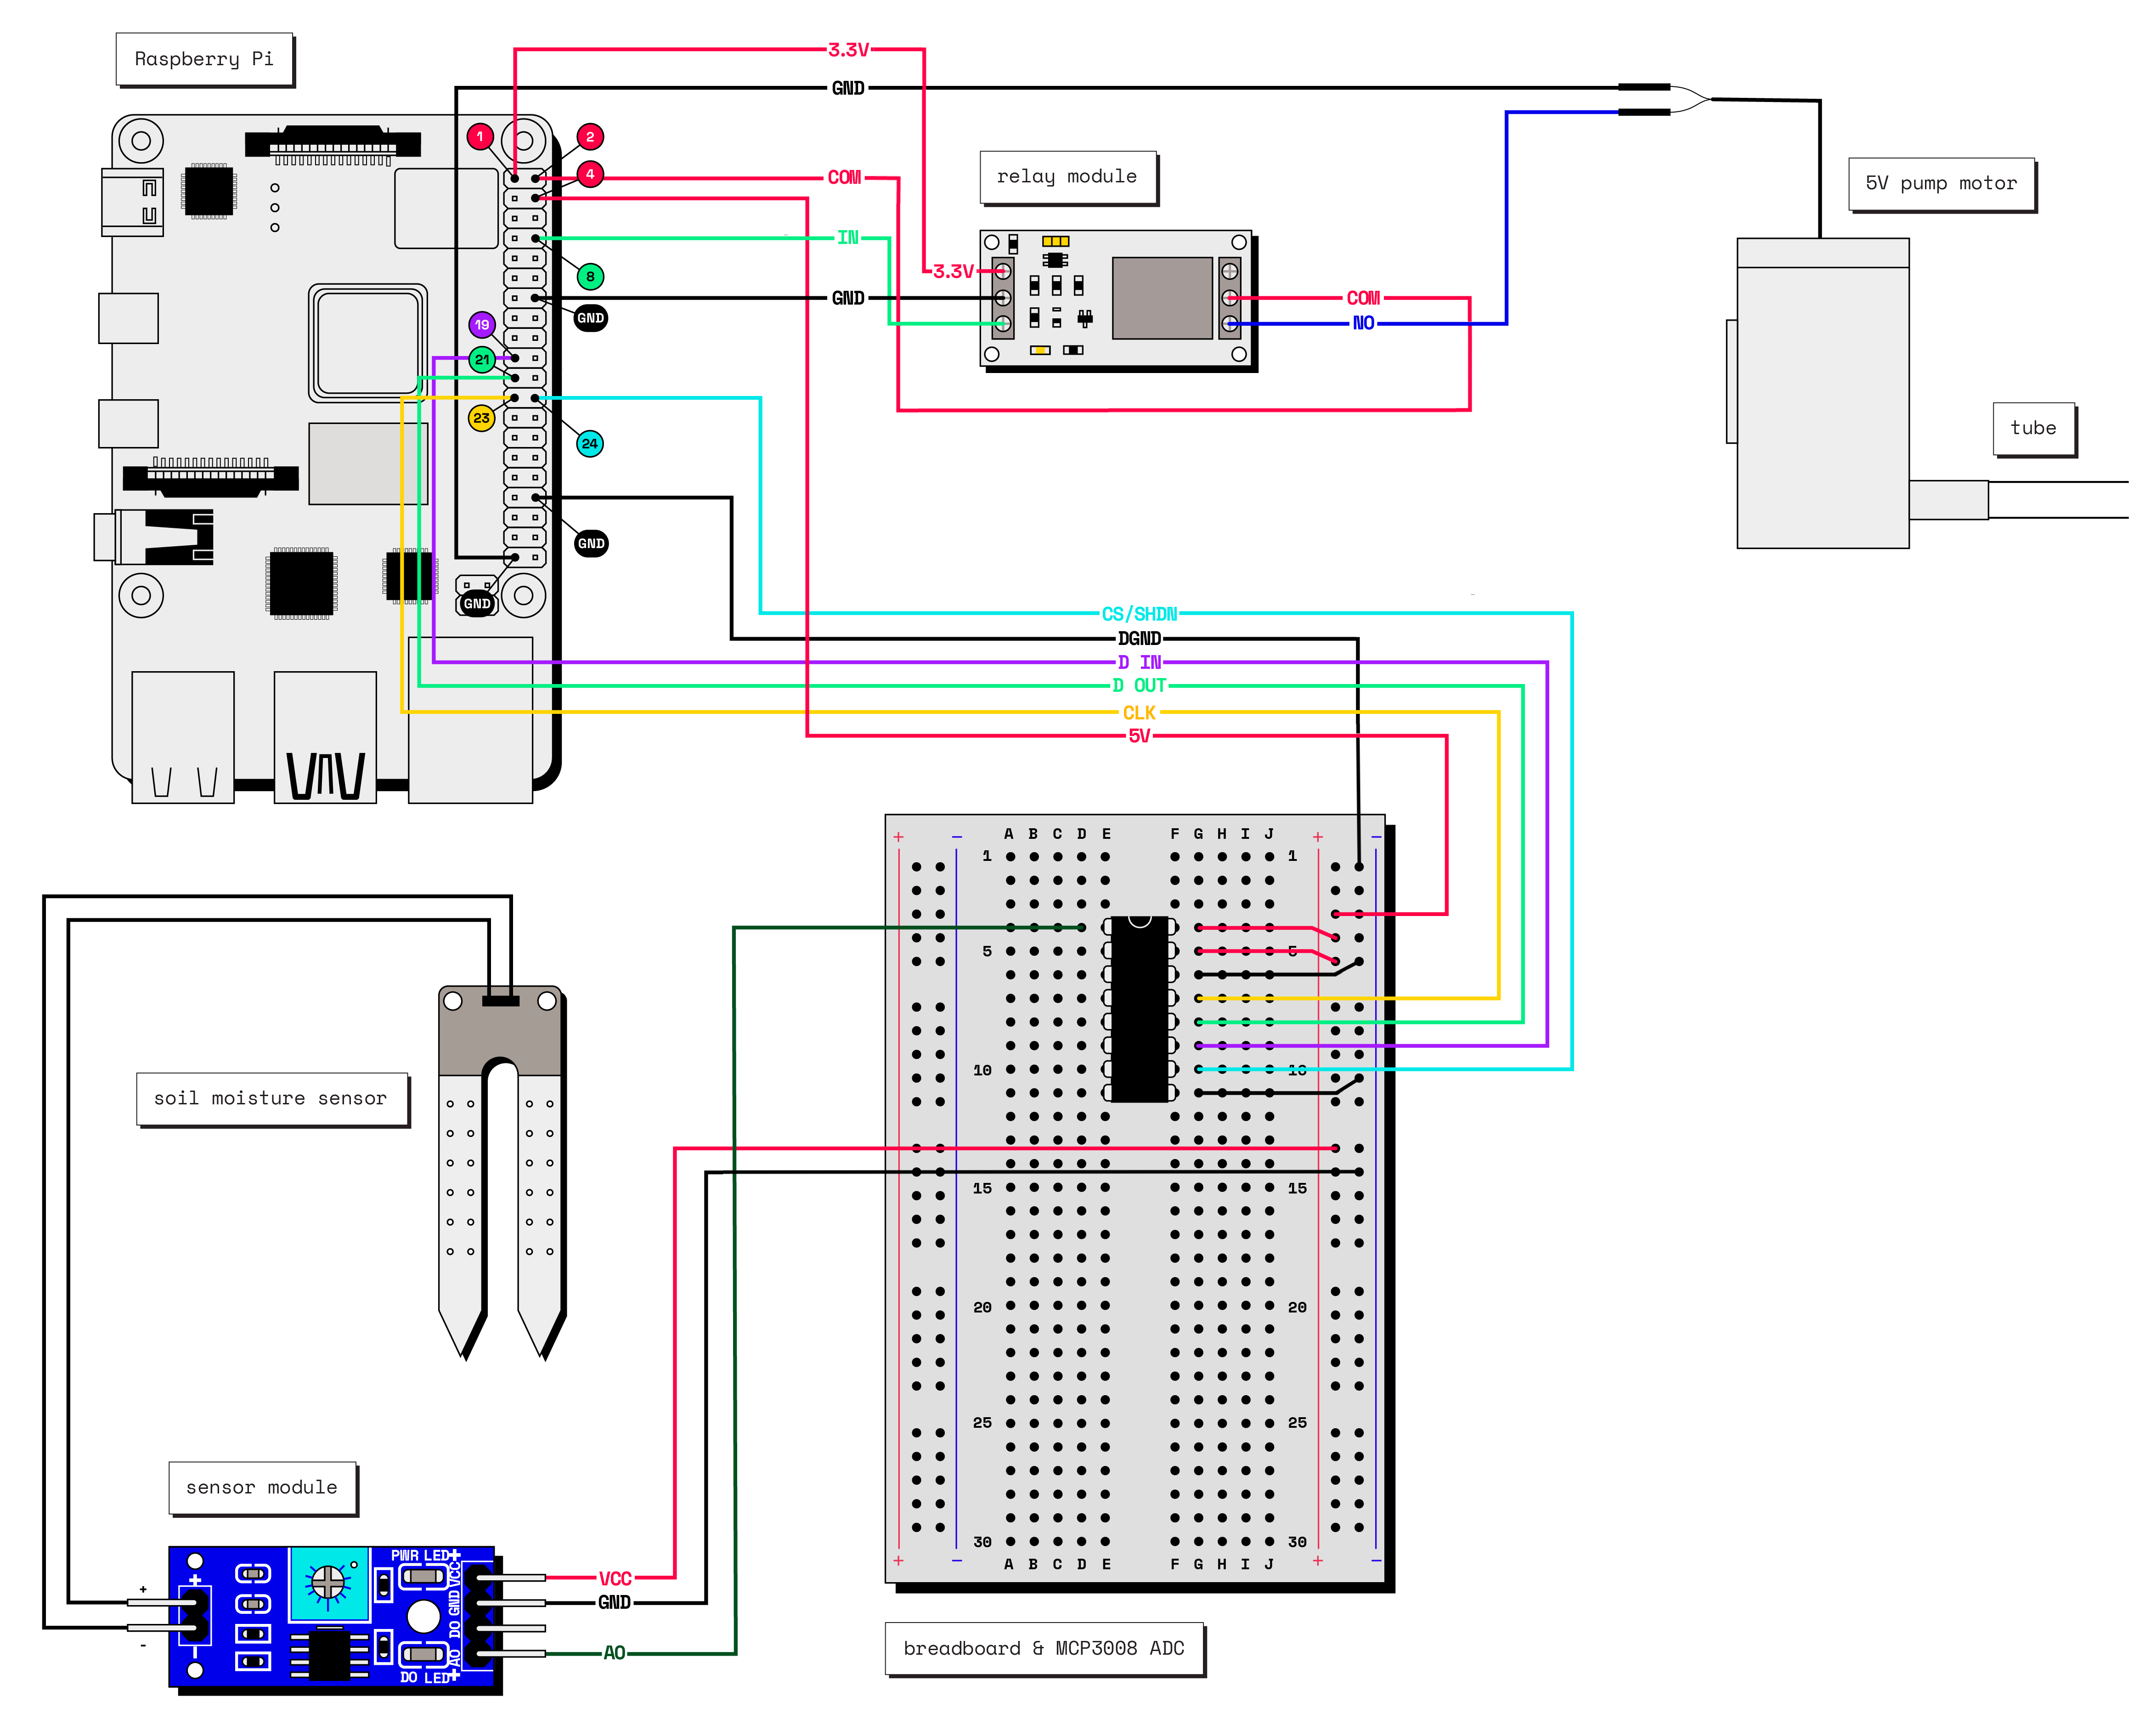 Raspberry Pi
3.3V
GND
1
2
4
COM
relay module
5V pump motor
IN
8
3.3V
GND
COM
GND
19
NO
21
23
24
tube
GND
GND
CS/SHDN
DGND
D IN
D OUT
CLK
5V
+ − A B C D E F G H I J + −
1 1
5 5
10 10
15 15
20 20
25 25
30 30
+ − A B C D E F G H I J + −
soil moisture sensor
sensor module
PWR LED+
VCC
GND
DO
AO
+
-
+
−
DO LED+
VCC
GND
AO
breadboard & MCP3008 ADC